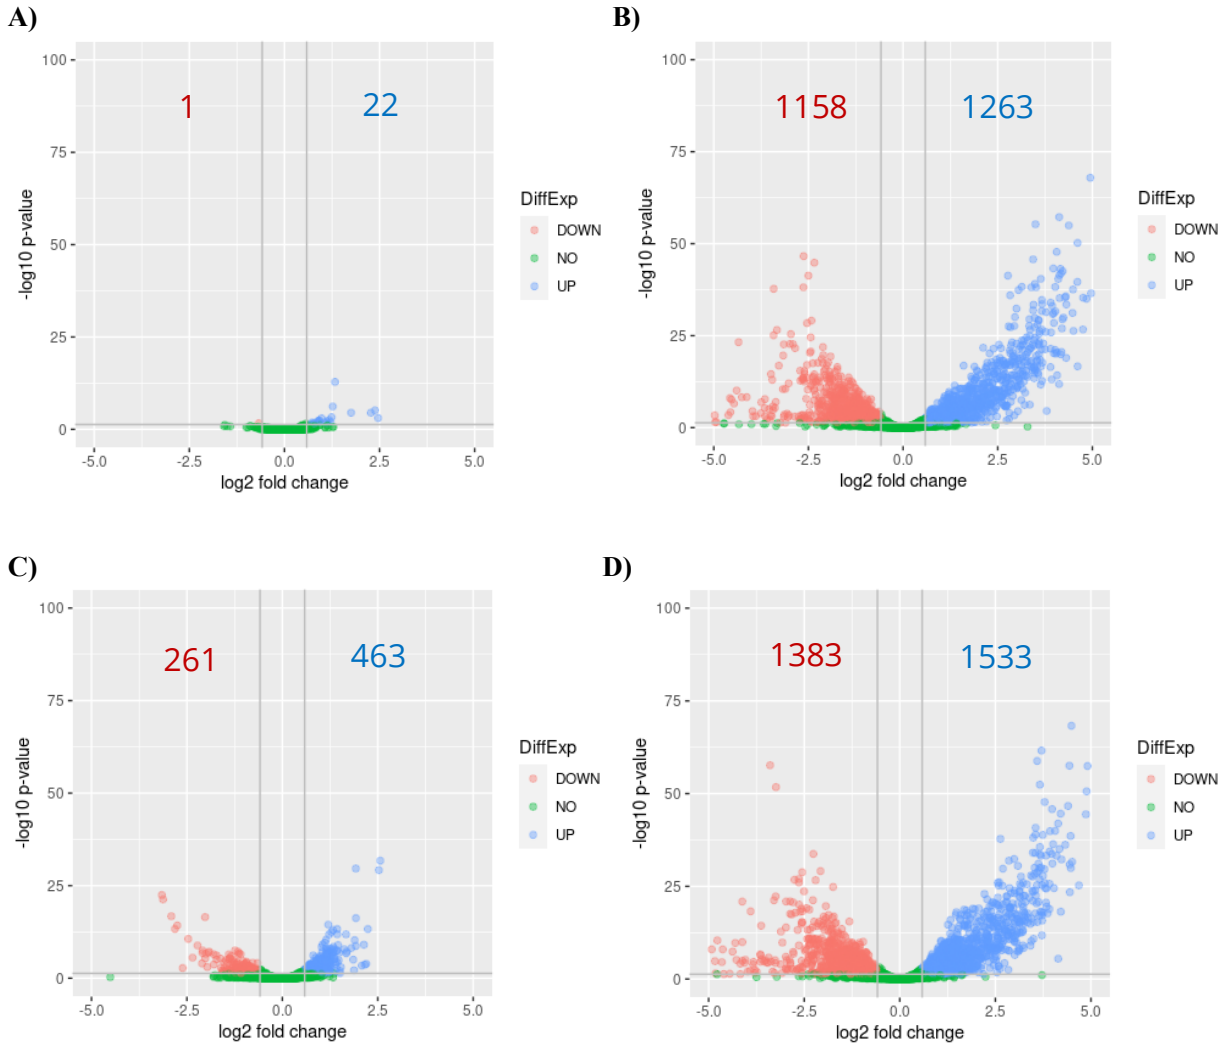 A)
100
75
50
25
0
-log10 p-value
1
22
-5.0
-2.5
0.0
2.5
5.0
log2 fold change
DiffExp
DOWN
NO
UP
B)
100
75
50
25
0
-log10 p-value
1158
1263
-5.0
-2.5
0.0
2.5
5.0
log2 fold change
DiffExp
DOWN
NO
UP
C)
100
75
50
25
0
-log10 p-value
261
463
-5.0
-2.5
0.0
2.5
5.0
log2 fold change
DiffExp
DOWN
NO
UP
D)
100
75
50
25
0
-log10 p-value
1383
1533
-5.0
-2.5
0.0
2.5
5.0
log2 fold change
DiffExp
DOWN
NO
UP